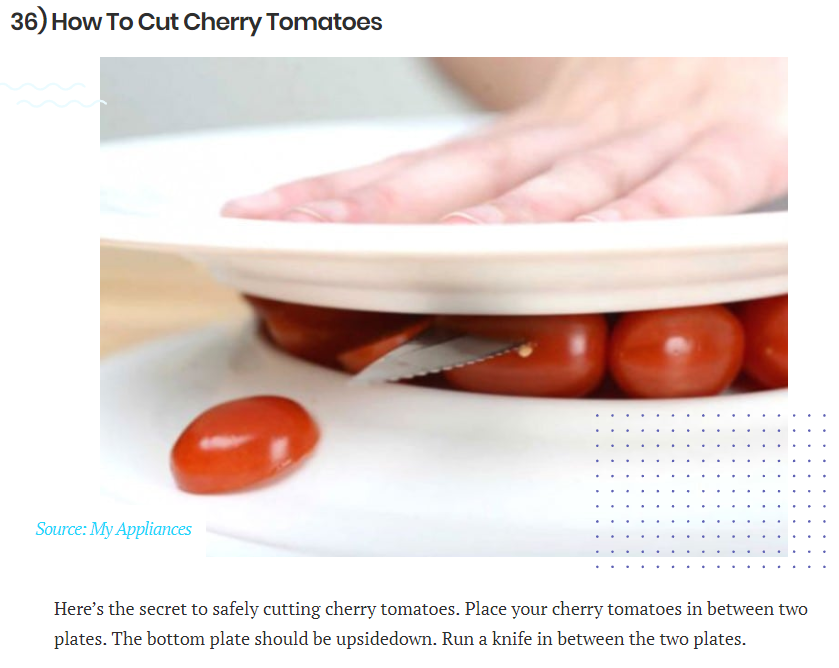 36) How To Cut Cherry Tomatoes
Source: My Appliances
Here’s the secret to safely cutting cherry tomatoes. Place your cherry tomatoes in between two
plates. The bottom plate should be upsidedown. Run a knife in between the two plates.